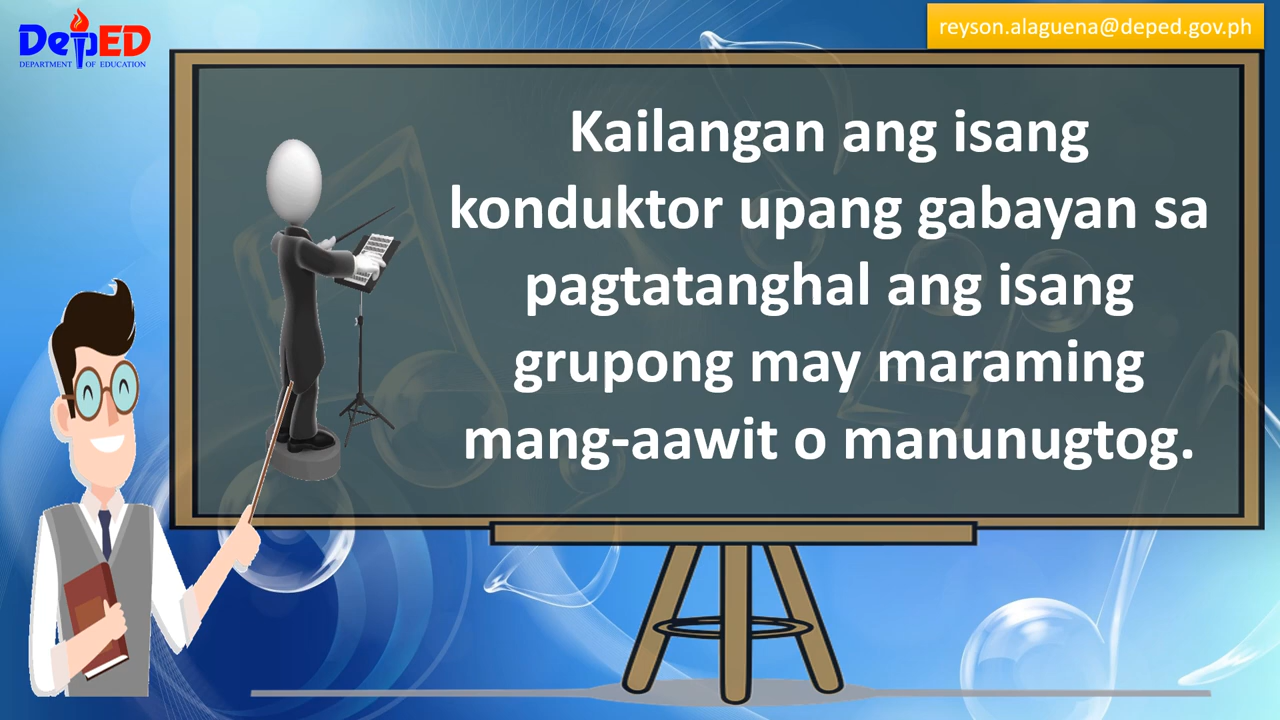 DepED
DEPARTMENT OF EDUCATION
reyson.alaguena@deped.gov.ph
Kailangan ang isang
konduktor upang gabayan sa
pagtatanghal ang isang
grupong may maraming
mang-aawit o manunugtog.